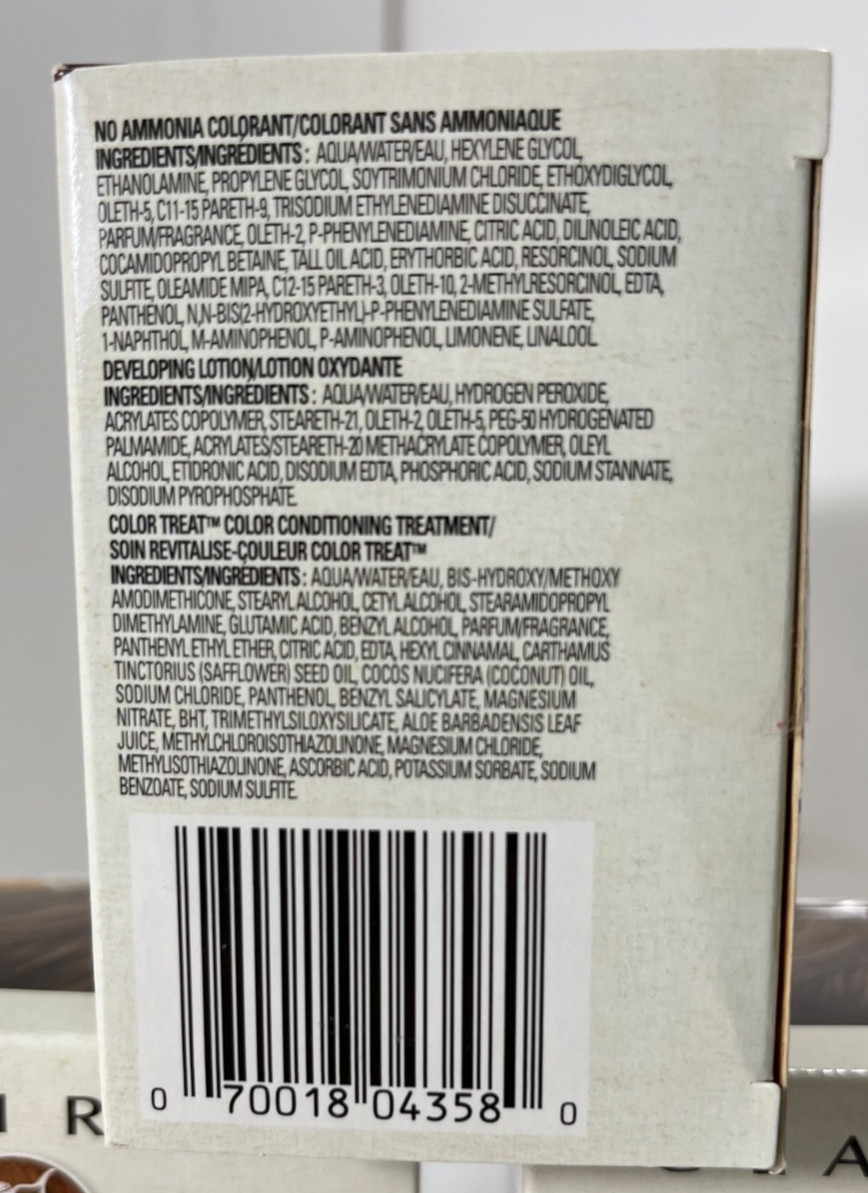 NO AMMONIA COLORANT/COLORANT SANS AMMONIAQUE
INGREDIENTS/INGRÉDIENTS : AQUA/WATER/EAU, HEXYLENE GLYCOL,
ETHANOLAMINE, PROPYLENE GLYCOL, SOYTRIMONIUM CHLORIDE, ETHOXYDIGLYCOL,
OLETH-5, C11-15 PARETH-9, TRISODIUM ETHYLENEDIAMINE DISUCCINATE,
PARFUM/FRAGRANCE, OLETH-2, P-PHENYLENEDIAMINE, CITRIC ACID, DILINOLEIC ACID,
COCAMIDOPROPYL BETAINE, TALL OIL ACID, ERYTHORBIC ACID, RESORCINOL, SODIUM
SULFITE, OLEAMIDE MIPA, C12-15 PARETH-3, OLETH-10, 2-METHYLRESORCINOL, EDTA,
PANTHENOL, N,N-BIS(2-HYDROXYETHYL)-P-PHENYLENEDIAMINE SULFATE,
1-NAPHTHOL, M-AMINOPHENOL, P-AMINOPHENOL, LIMONENE, LINALOOL.
DEVELOPING LOTION/LOTION OXYDANTE
INGREDIENTS/INGRÉDIENTS : AQUA/WATER/EAU, HYDROGEN PEROXIDE,
ACRYLATES COPOLYMER, STEARETH-21, OLETH-2, OLETH-5, PEG-50 HYDROGENATED
PALMAMIDE, ACRYLATES/STEARETH-20 METHACRYLATE COPOLYMER, OLEYL
ALCOHOL, ETIDRONIC ACID, DISODIUM EDTA, PHOSPHORIC ACID, SODIUM STANNATE,
DISODIUM PYROPHOSPHATE.
COLOR TREAT™ COLOR CONDITIONING TREATMENT/
SOIN REVITALISE-COULEUR COLOR TREAT™
INGREDIENTS/INGRÉDIENTS : AQUA/WATER/EAU, BIS-HYDROXY/METHOXY
AMODIMETHICONE, STEARYL ALCOHOL, CETYL ALCOHOL, STEARAMIDOPROPYL
DIMETHYLAMINE, GLUTAMIC ACID, BENZYL ALCOHOL, PARFUM/FRAGRANCE,
PANTHENYL ETHYL ETHER, CITRIC ACID, EDTA, HEXYL CINNAMAL, CARTHAMUS
TINCTORIUS (SAFFLOWER) SEED OIL, COCOS NUCIFERA (COCONUT) OIL,
SODIUM CHLORIDE, PANTHENOL, BENZYL SALICYLATE, MAGNESIUM
NITRATE, BHT, TRIMETHYLSILOXYSILICATE, ALOE BARBADENSIS LEAF
JUICE, METHYLCHLOROISOTHIAZOLINONE, MAGNESIUM CHLORIDE,
METHYLISOTHIAZOLINONE, ASCORBIC ACID, POTASSIUM SORBATE, SODIUM
BENZOATE, SODIUM SULFITE.
0 70018 04358 0